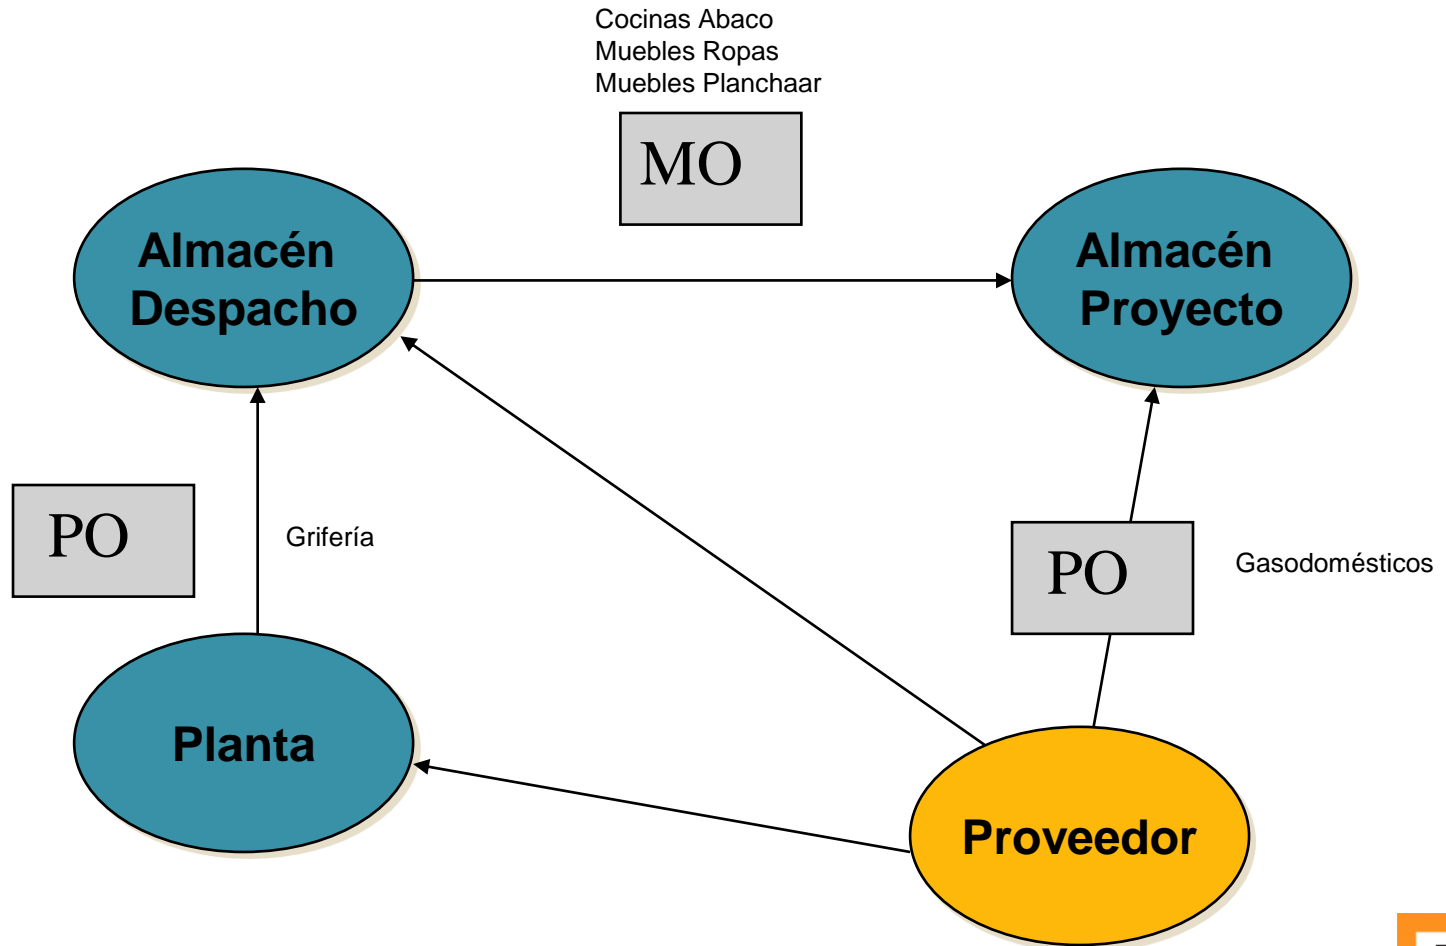 Cocinas Abaco
Muebles Ropas
Muebles Planchaar
MO
Almacén
Despacho
Almacén
Proyecto
PO
Grifería
PO
Gasodomésticos
Planta
Proveedor